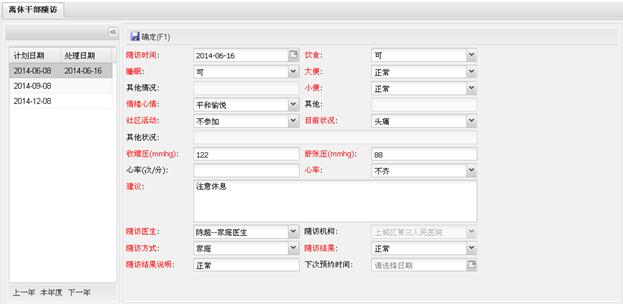 离休干部随访
«
确定(F1)
计划日期 处理日期
2014-06-08 2014-06-16
2014-09-08
2014-12-08
随访时间: 2014-06-16 饮食: 可
睡眠: 可 大便: 正常
其他情况: 小便: 正常
情绪心情: 平和愉悦 其他:
社区活动: 不参加 目前状况: 头痛
其他状况:
收缩压(mmhg): 122 舒张压(mmhg): 88
心率(次/分): 心率: 不齐
建议: 注意休息
随访医生: 陈超--家庭医生 随访机构: 上城区第三人民医院
随访方式: 家庭 随访结果: 正常
随访结果说明: 正常 下次预约时间: 请选择日期
上一年 本年度 下一年